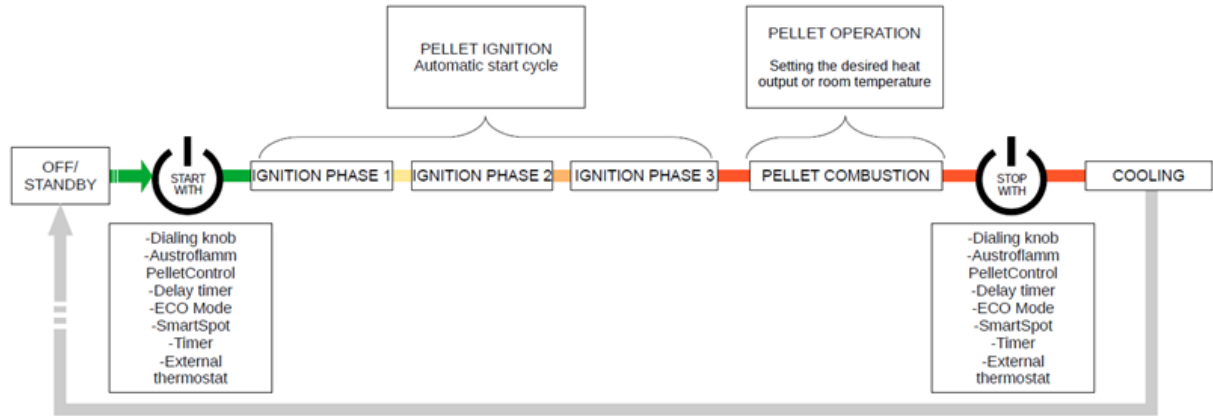 PELLET IGNITION
Automatic start cycle
PELLET OPERATION
Setting the desired heat
output or room temperature
OFF/
STANDBY
START
WITH
IGNITION PHASE 1
IGNITION PHASE 2
IGNITION PHASE 3
PELLET COMBUSTION
STOP
WITH
COOLING
-Dialing knob
-Austroflamm
PelletControl
-Delay timer
-ECO Mode
-SmartSpot
-Timer
-External
thermostat
-Dialing knob
-Austroflamm
PelletControl
-Delay timer
-ECO Mode
-SmartSpot
-Timer
-External
thermostat